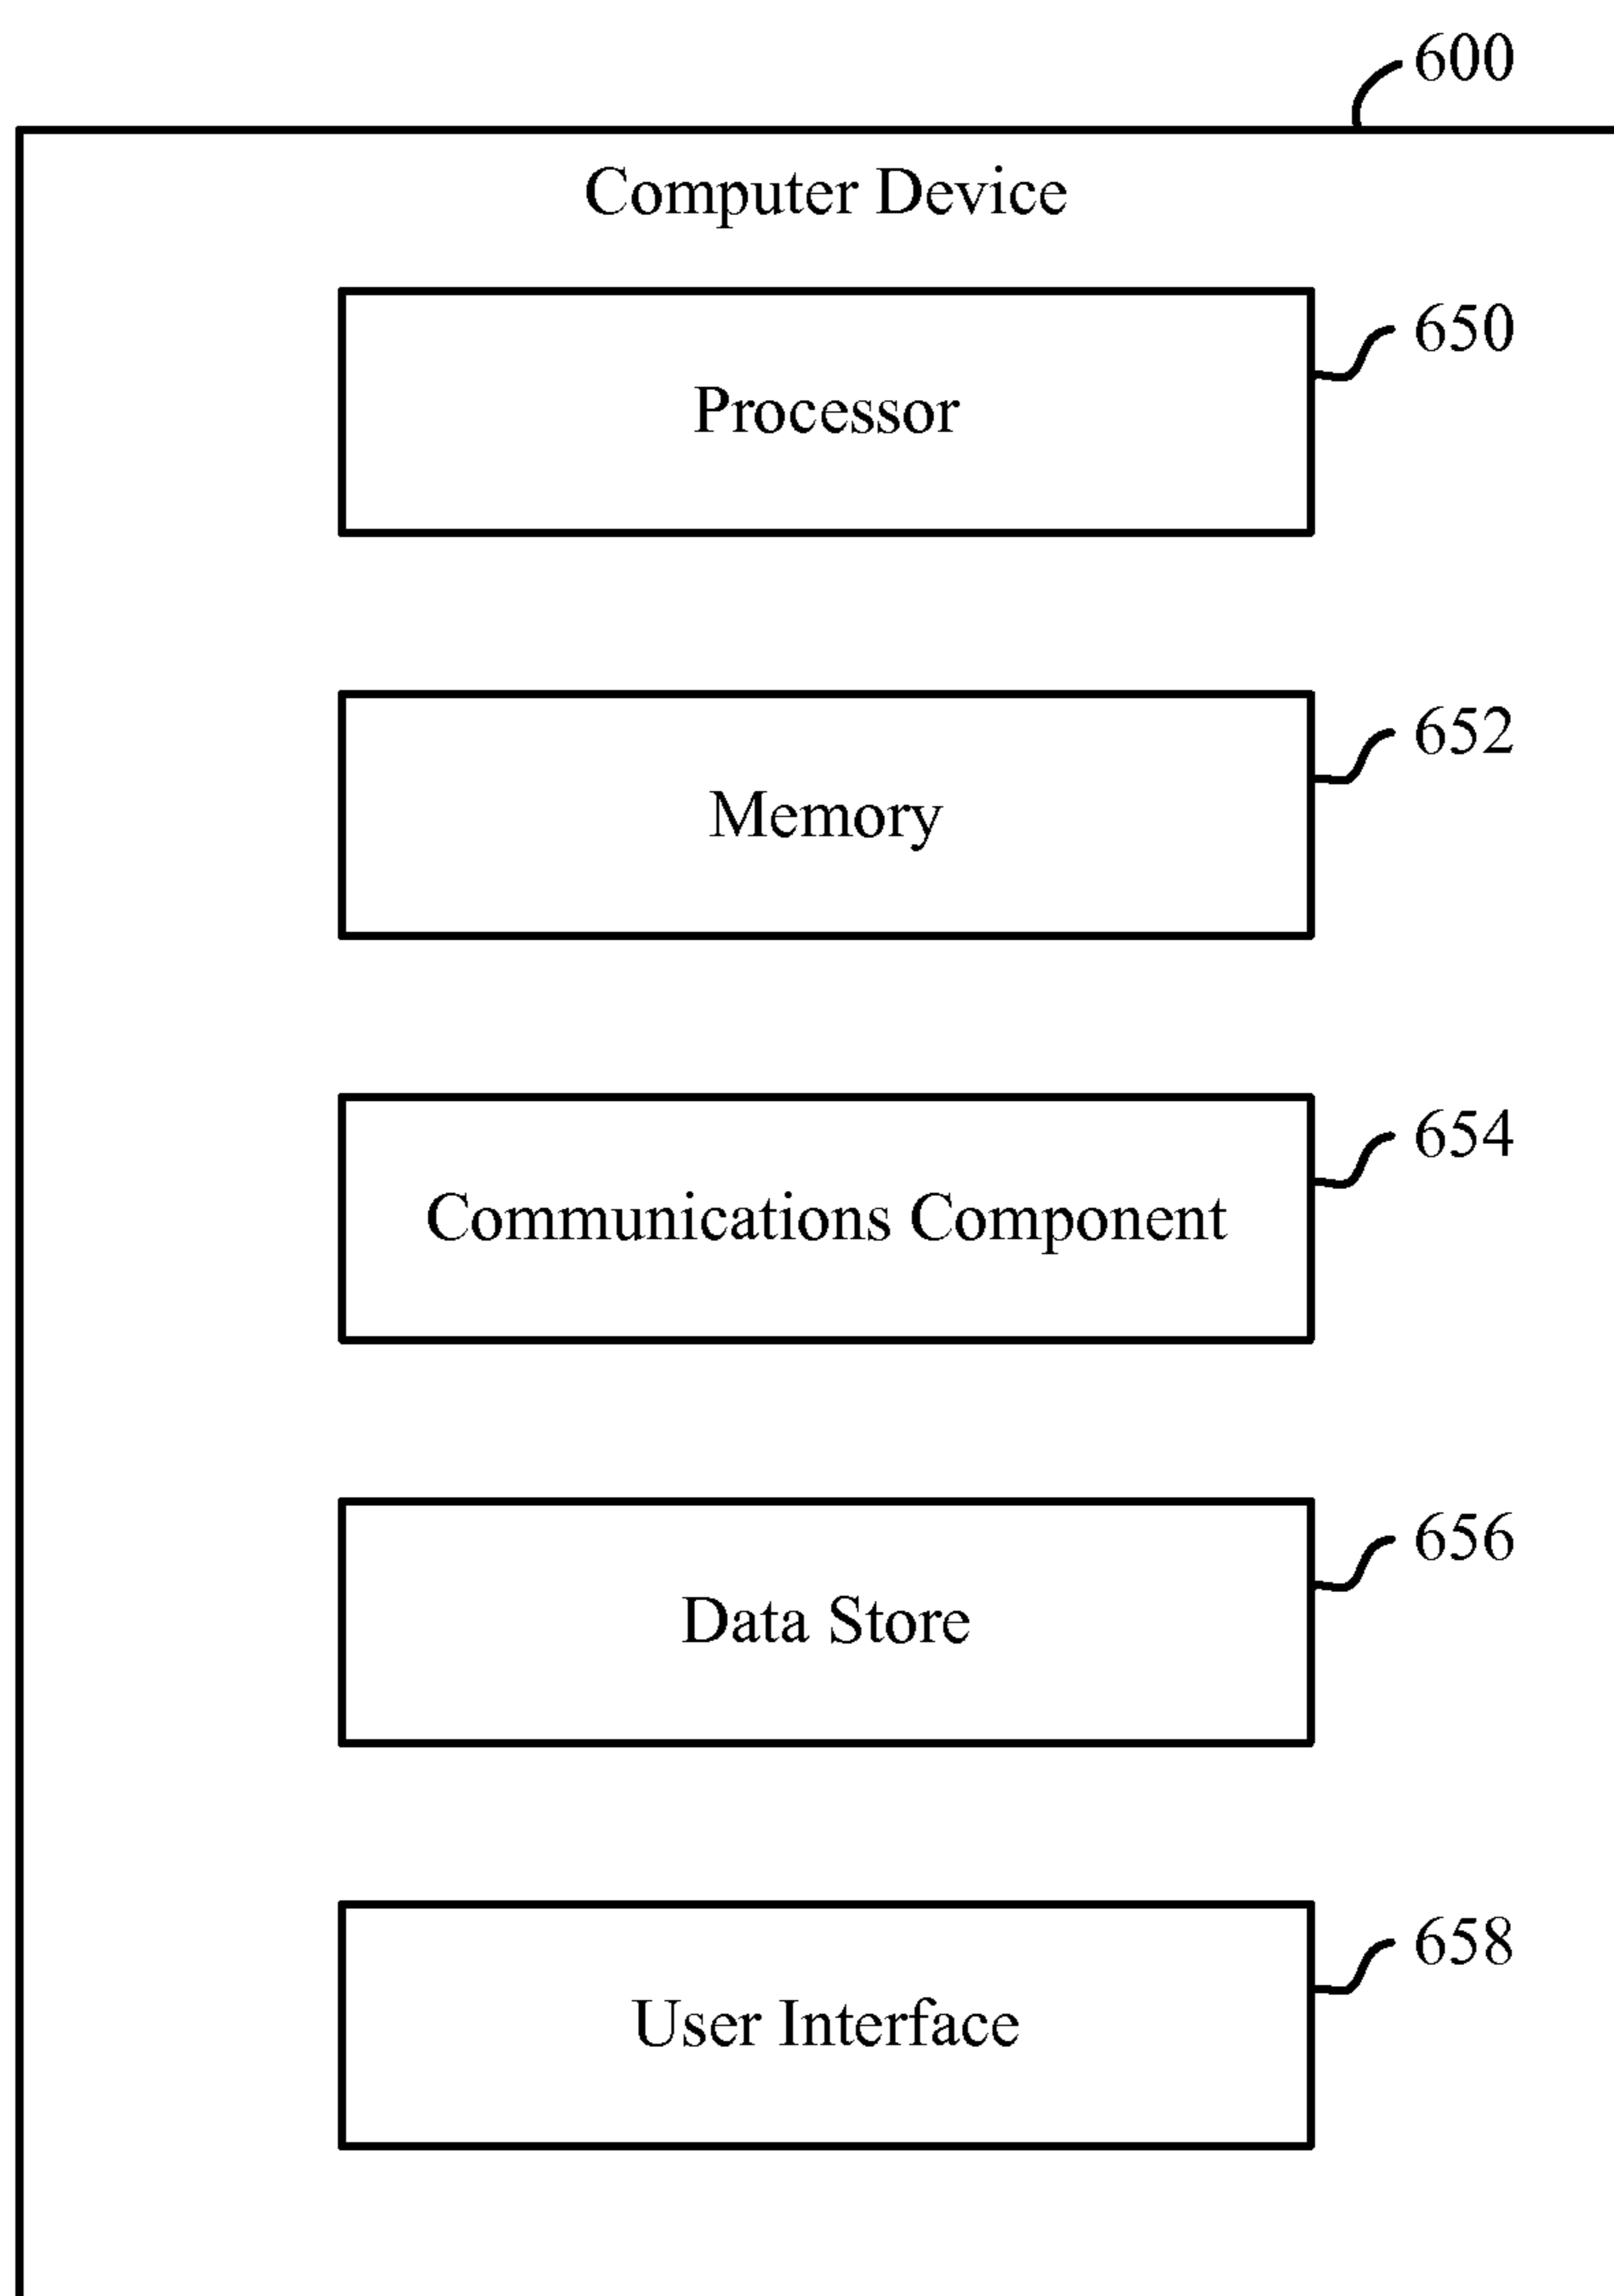 600
Computer Device
650
Processor
652
Memory
654
Communications Component
656
Data Store
658
User Interface